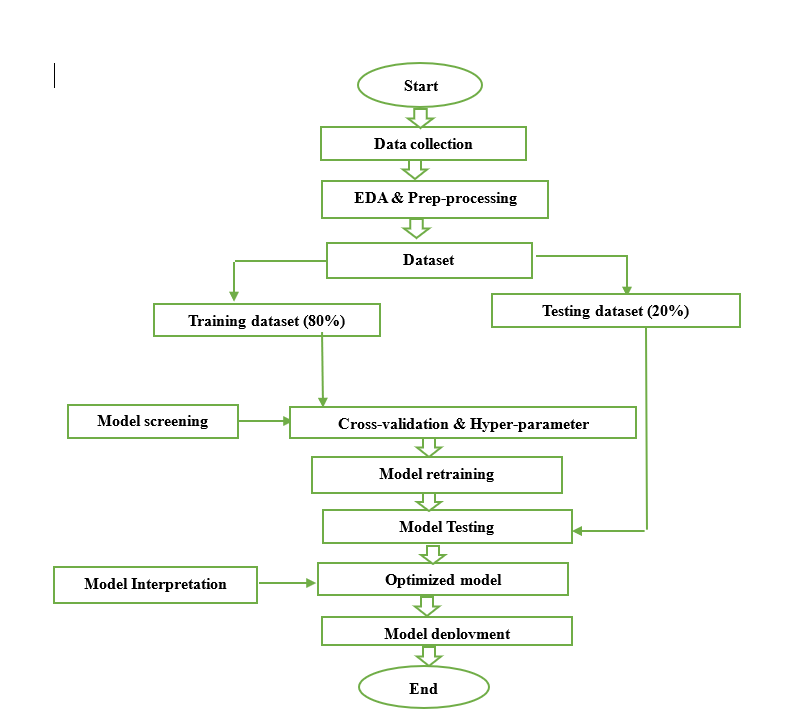 Start
Data collection
EDA & Prep-processing
Dataset
Training dataset (80%)
Testing dataset (20%)
Model screening
Cross-validation & Hyper-parameter
Model retraining
Model Testing
Model Interpretation
Optimized model
Model deployment
End